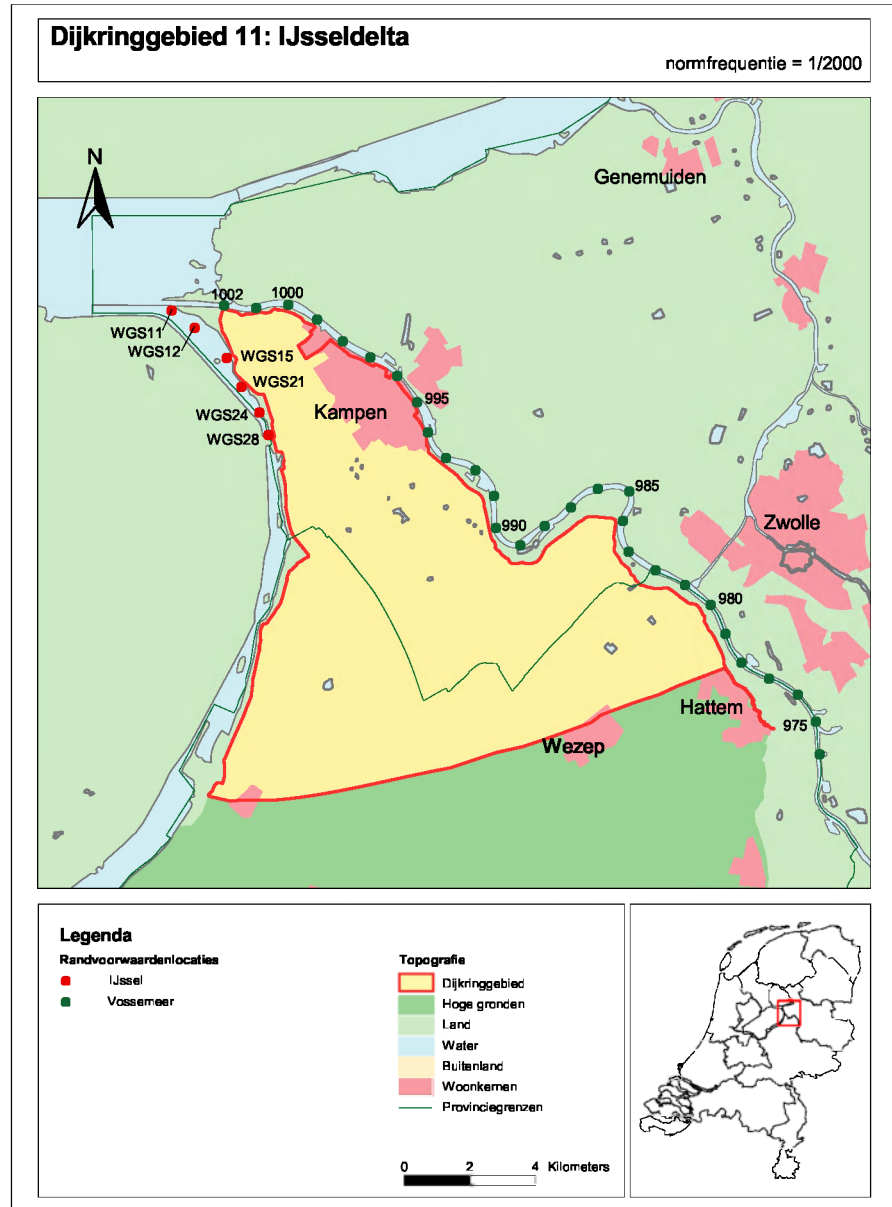 Dijkringgebied 11: IJsseldelta
normfrequentie = 1/2000
N
Genemuiden
1002
1000
WGS11
WGS12
WGS15
WGS21
WGS24
WGS28
Kampen
995
990
985
Zwolle
980
Hattem
975
Wezep
Legenda
Randvoorwaardenlocaties
IJssel
Vossemeer
Topografie
Dijkringgebied
Hoge gronden
Land
Water
Buitenland
Woonkernen
Provinciegrenzen
0 2 4 Kilometers